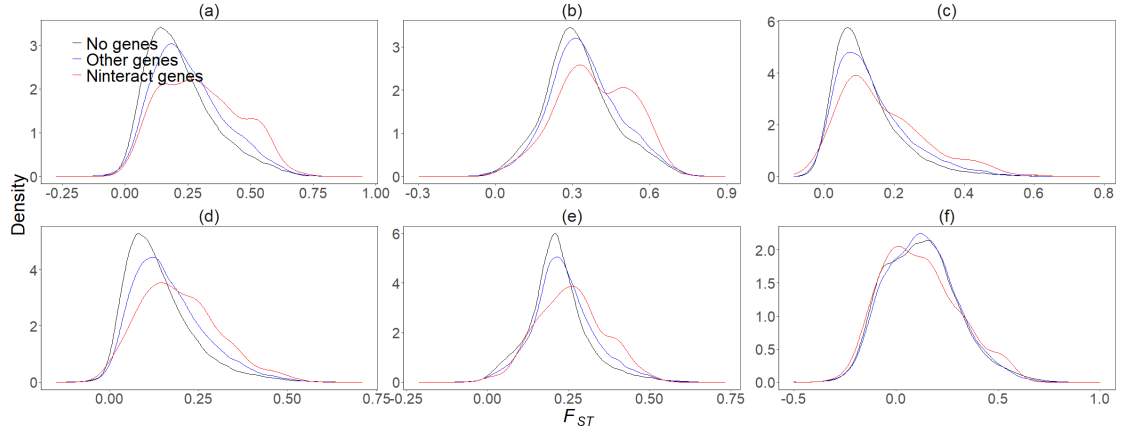 (a)
(b)
(c)
3
2
1
0
No genes
Other genes
Ninteract genes
-0.25 0.00 0.25 0.50 0.75 1.00
3
2
1
0
-0.3 0.0 0.3 0.6 0.9
6
4
2
0
0.0 0.2 0.4 0.6 0.8
Density
(d)
(e)
(f)
4
2
0
0.00 0.25 0.50 0.75
6
4
2
0
-0.25 0.00 0.25 0.50 0.75
2.0
1.5
1.0
0.5
0.0
-0.5 0.0 0.5 1.0
F ST